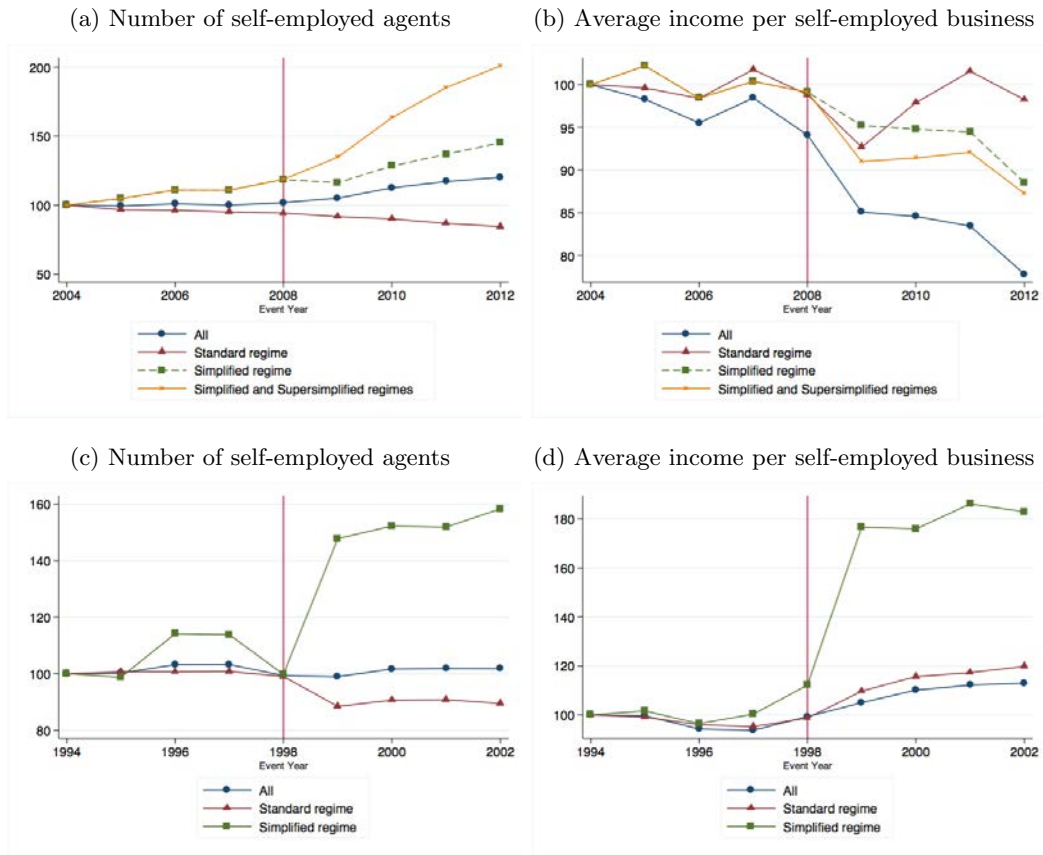 (a) Number of self-employed agents
200
150
100
50
2004
2006
2008
2010
2012
Event Year
All
Standard regime
Simplified regime
Simplified and Supersimplified regimes
(b) Average income per self-employed business
100
95
90
85
80
2004
2006
2008
2010
2012
Event Year
All
Standard regime
Simplified regime
Simplified and Supersimplified regimes
(c) Number of self-employed agents
160
140
120
100
80
1994
1996
1998
2000
2002
Event Year
All
Standard regime
Simplified regime
(d) Average income per self-employed business
180
160
140
120
100
1994
1996
1998
2000
2002
Event Year
All
Standard regime
Simplified regime